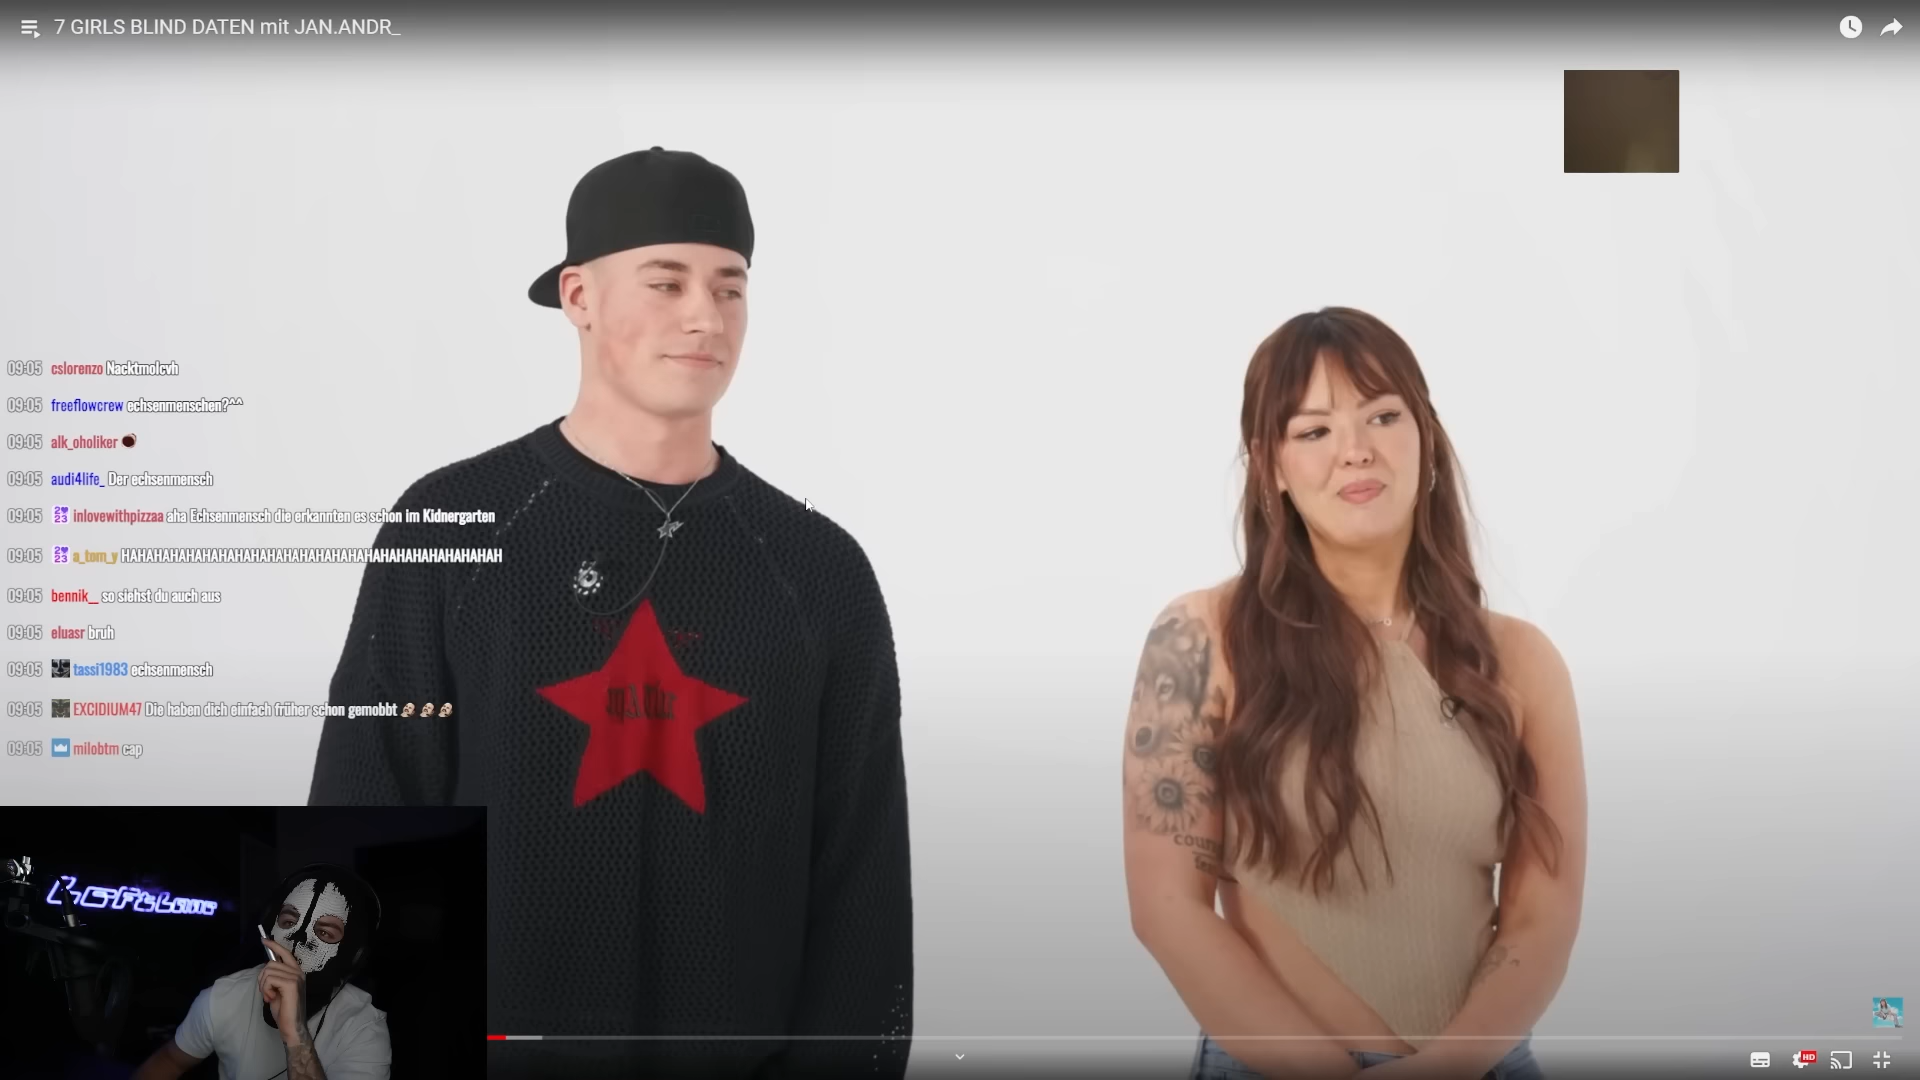 7 GIRLS BLIND DATEN mit JAN.ANDR_
09:05 cslorenzo Nacktmolcvh
09:05 freeflowcrew echsenmenschen?^^
09:05 alk_oholiker
09:05 audi4life_ Der echsenmensch
09:05 inlovewithpizzaa aha Echsenmensch die erkannten es schon im Kidnergarten
09:05 a_tom_y HAHAHAHAHAHAHAHAHAHAHAHAHAHAHAHAHAHAHAHAHAHAHAH
09:05 bennik__ so siehst du auch aus
09:05 eluasr bruh
09:05 tassi1983 echsenmensch
09:05 EXCIDIUM47 Die haben dich einfach früher schon gemobbt
09:05 milobtm cap
HD